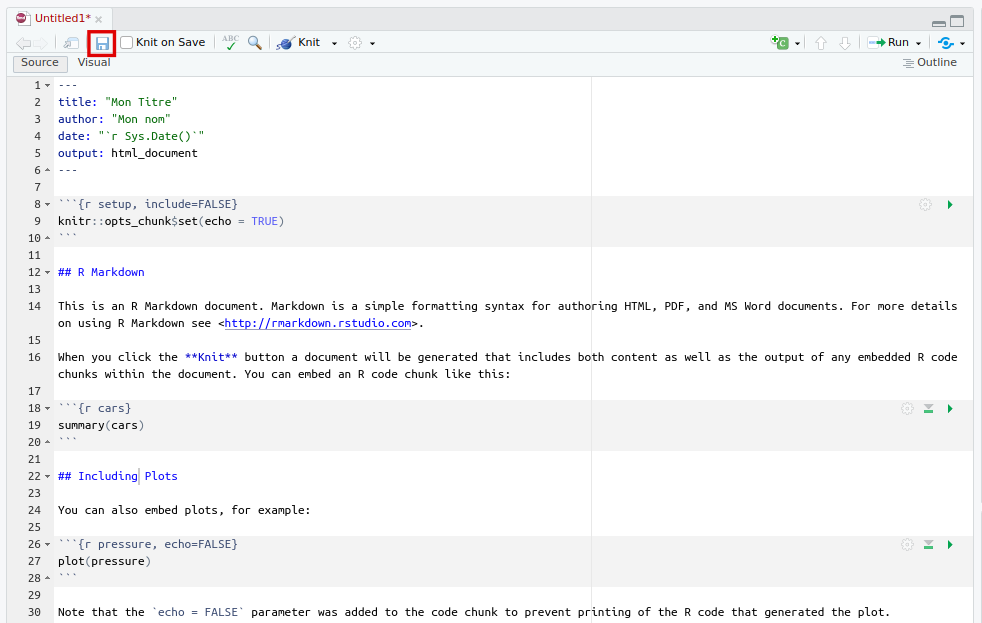 Untitled1*
Knit on Save ABC Knit Run
Source Visual Outline
1 ---
2 title: "Mon Titre"
3 author: "Mon nom"
4 date: "`r Sys.Date()`"
5 output: html_document
6 ---
7
8 ```{r setup, include=FALSE}
9 knitr::opts_chunk$set(echo = TRUE)
10 ```
11
12 ## R Markdown
13
14 This is an R Markdown document. Markdown is a simple formatting syntax for authoring HTML, PDF, and MS Word documents. For more details
on using R Markdown see <http://rmarkdown.rstudio.com>.
15
16 When you click the **Knit** button a document will be generated that includes both content as well as the output of any embedded R code
chunks within the document. You can embed an R code chunk like this:
17
18 ```{r cars}
19 summary(cars)
20 ```
21
22 ## Including Plots
23
24 You can also embed plots, for example:
25
26 ```{r pressure, echo=FALSE}
27 plot(pressure)
28 ```
29
30 Note that the `echo = FALSE` parameter was added to the code chunk to prevent printing of the R code that generated the plot.